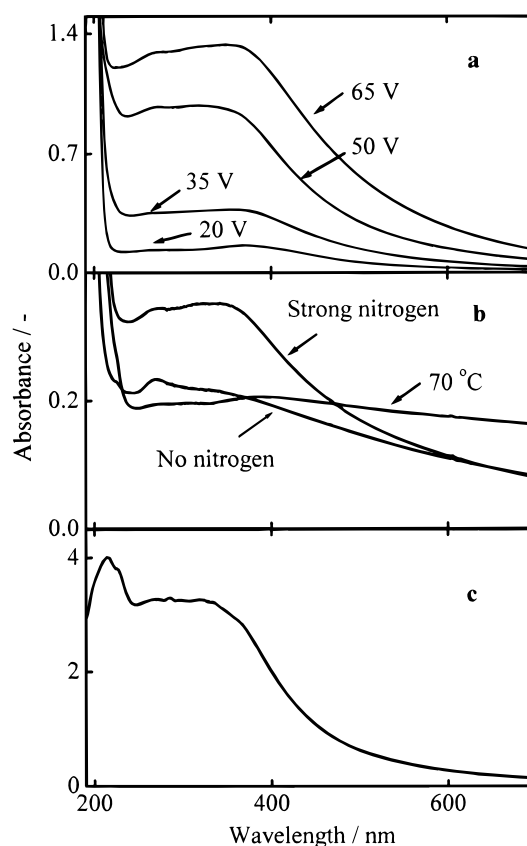 1.4
a
65 V
50 V
0.7
35 V
20 V
0.0
b
Strong nitrogen
70 °C
0.2
No nitrogen
0.0
Absorbance / -
4
c
2
0
200 400 600
Wavelength / nm